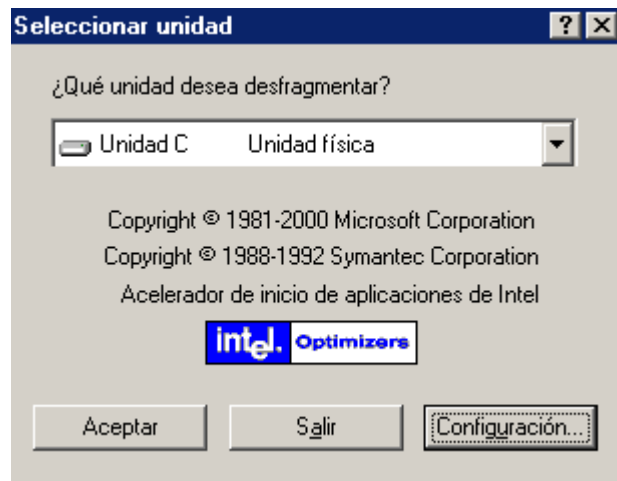 Seleccionar unidad
¿Qué unidad desea desfragmentar?
Unidad C Unidad física
Copyright © 1981-2000 Microsoft Corporation
Copyright © 1988-1992 Symantec Corporation
Acelerador de inicio de aplicaciones de Intel
intel. Optimizers
Aceptar Salir Configuración...